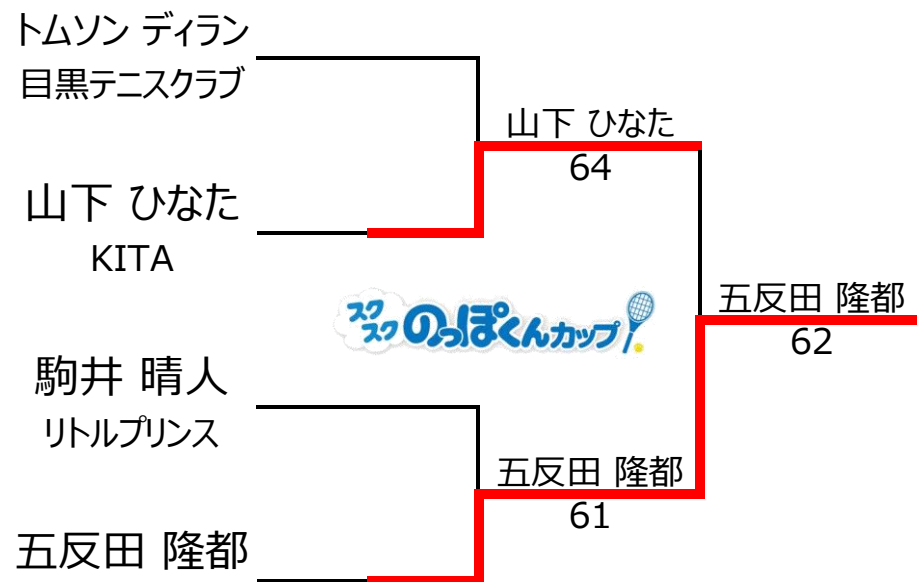 トムソン ディラン
目黒テニスクラブ
山下 ひなた
64
山下 ひなた
KITA
スクスク のっぽくんカップ
五反田 隆都
62
駒井 晴人
リトルプリンス
五反田 隆都
61
五反田 隆都